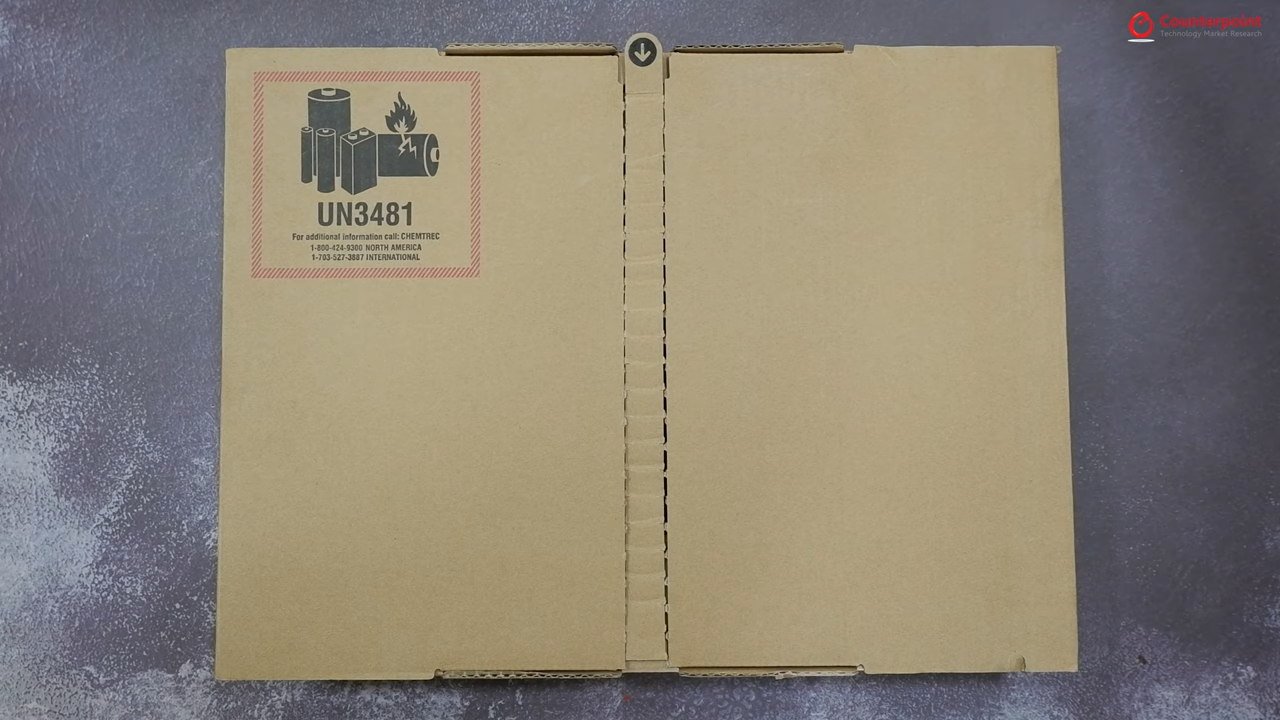 Counterpoint
Technology Market Research
UN3481
For additional information call: CHEMTREC
1-800-424-9300 NORTH AMERICA
1-703-527-3887 INTERNATIONAL